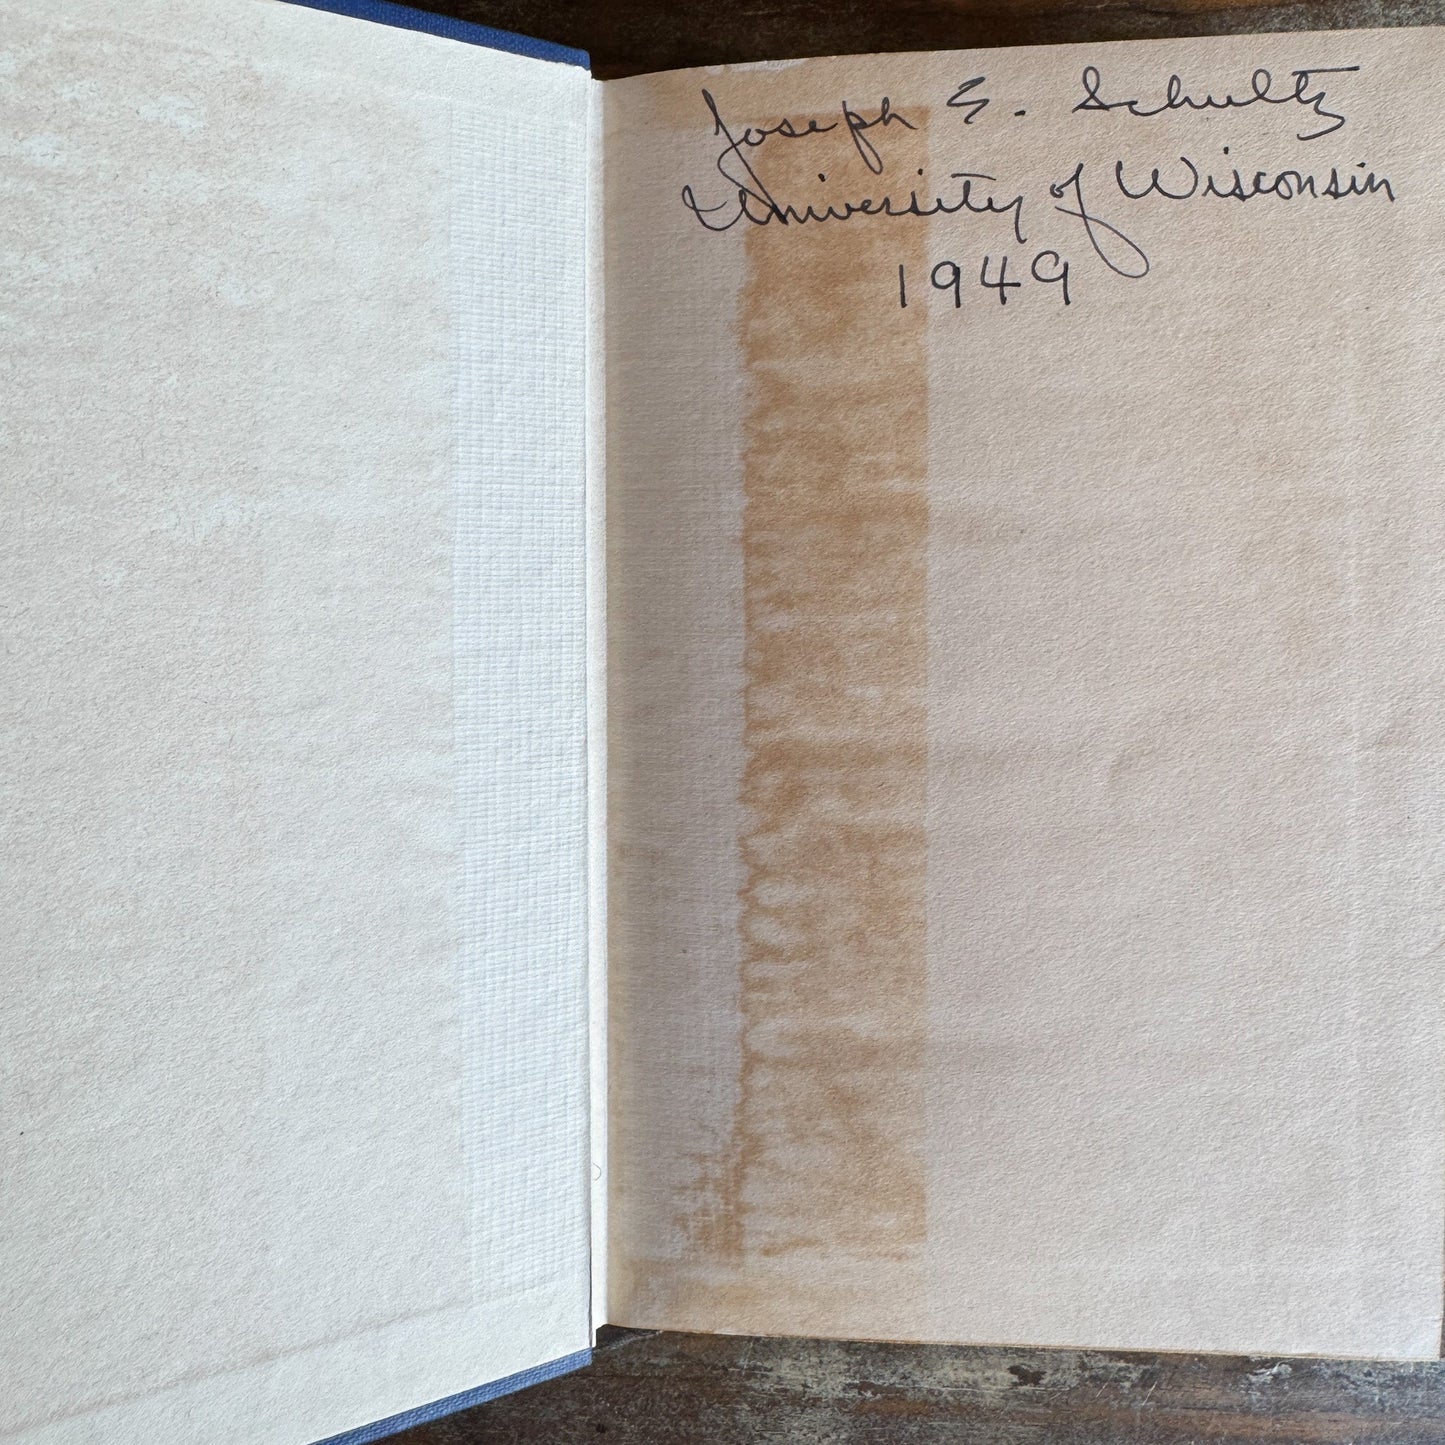 Joseph E. Schultz
University of Wisconsin
1949